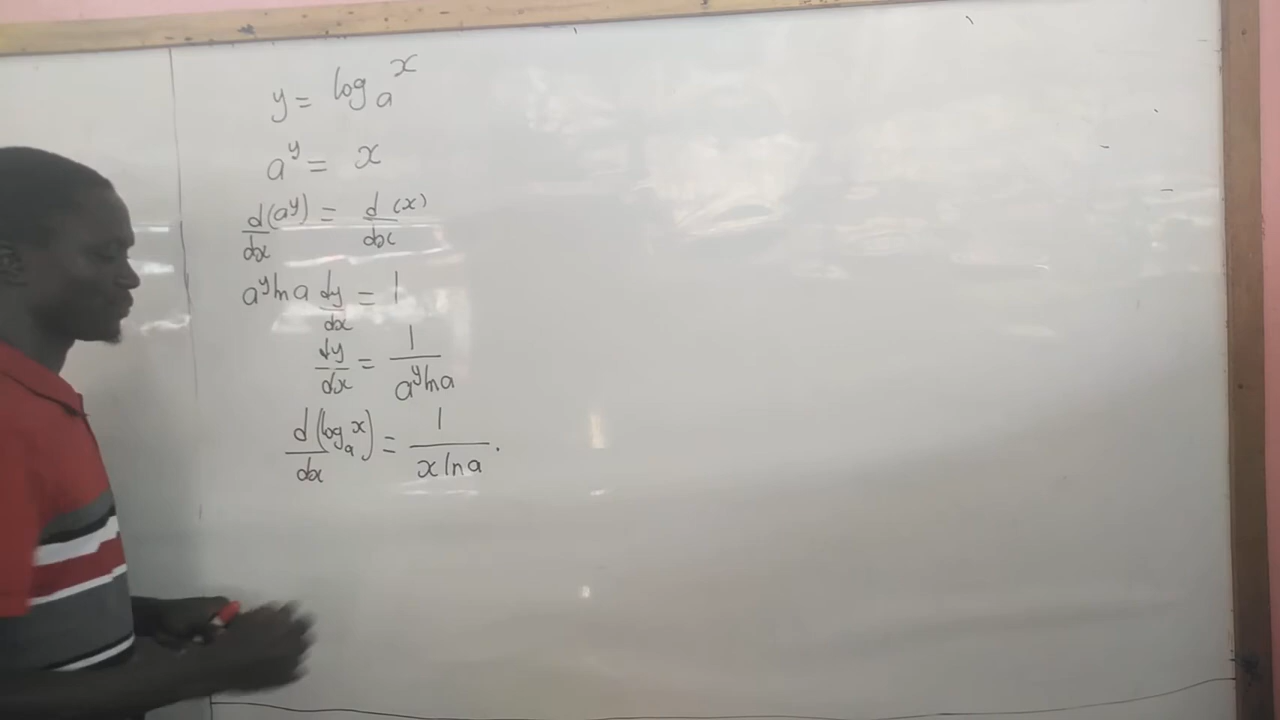 y = log_a^x
a^y = x
d/dx (a^y) = d/dx (x)
a^y ln a dy/dx = 1
dy/dx = 1/(a^y ln a)
d/dx (log_a^x) = 1/(x ln a).